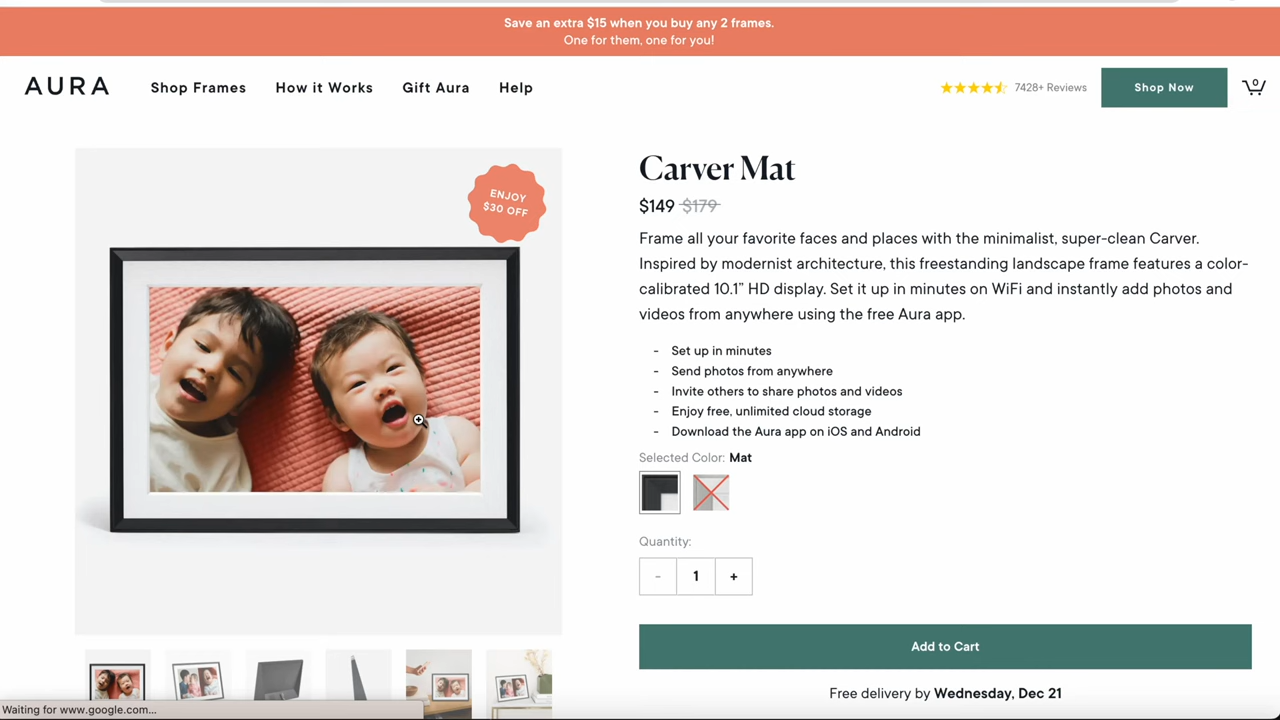 Save an extra $15 when you buy any 2 frames.
One for them, one for you!
AURA
Shop Frames
How it Works
Gift Aura
Help
7428+ Reviews
Shop Now
0
ENJOY
$30 OFF
Carver Mat
$149 $179
Frame all your favorite faces and places with the minimalist, super-clean Carver.
Inspired by modernist architecture, this freestanding landscape frame features a color-
calibrated 10.1” HD display. Set it up in minutes on WiFi and instantly add photos and
videos from anywhere using the free Aura app.
- Set up in minutes
- Send photos from anywhere
- Invite others to share photos and videos
- Enjoy free, unlimited cloud storage
- Download the Aura app on iOS and Android
Selected Color: Mat
Quantity:
- 1 +
Add to Cart
Free delivery by Wednesday, Dec 21
Waiting for www.google.com...